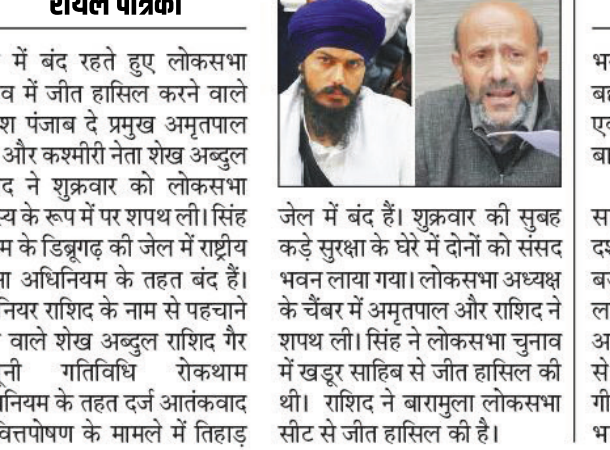 रॉयल पत्रिका
में बंद रहते हुए लोकसभा
में जीत हासिल करने वाले
पंजाब दे प्रमुख अमृतपाल
और कश्मीरी नेता शेख अब्दुल
ने शुक्रवार को लोकसभा
के रूप में पर शपथ ली। सिंह
के डिब्रूगढ़ की जेल में राष्ट्रीय
अधिनियम के तहत बंद हैं।
राशिद के नाम से पहचाने
वाले शेख अब्दुल राशिद गैर
गतिविधि रोकथाम
के तहत दर्ज आतंकवाद
वित्तपोषण के मामले में तिहाड़
जेल में बंद हैं। शुक्रवार की सुबह
कड़े सुरक्षा के घेरे में दोनों को संसद
भवन लाया गया। लोकसभा अध्यक्ष
के चैंबर में अमृतपाल और राशिद ने
शपथ ली। सिंह ने लोकसभा चुनाव
में खडूर साहिब से जीत हासिल की
थी। राशिद ने बारामुला लोकसभा
सीट से जीत हासिल की है।